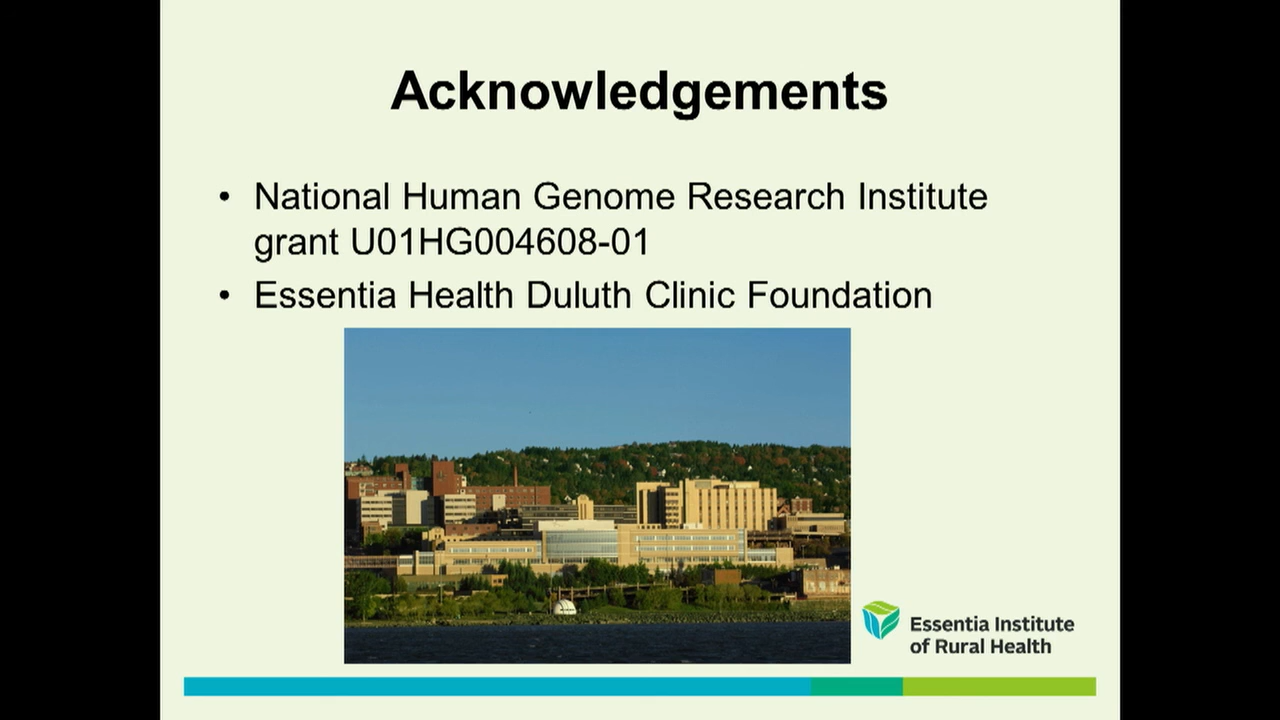 Acknowledgements
• National Human Genome Research Institute
grant U01HG004608-01
• Essentia Health Duluth Clinic Foundation
Essentia Institute
of Rural Health